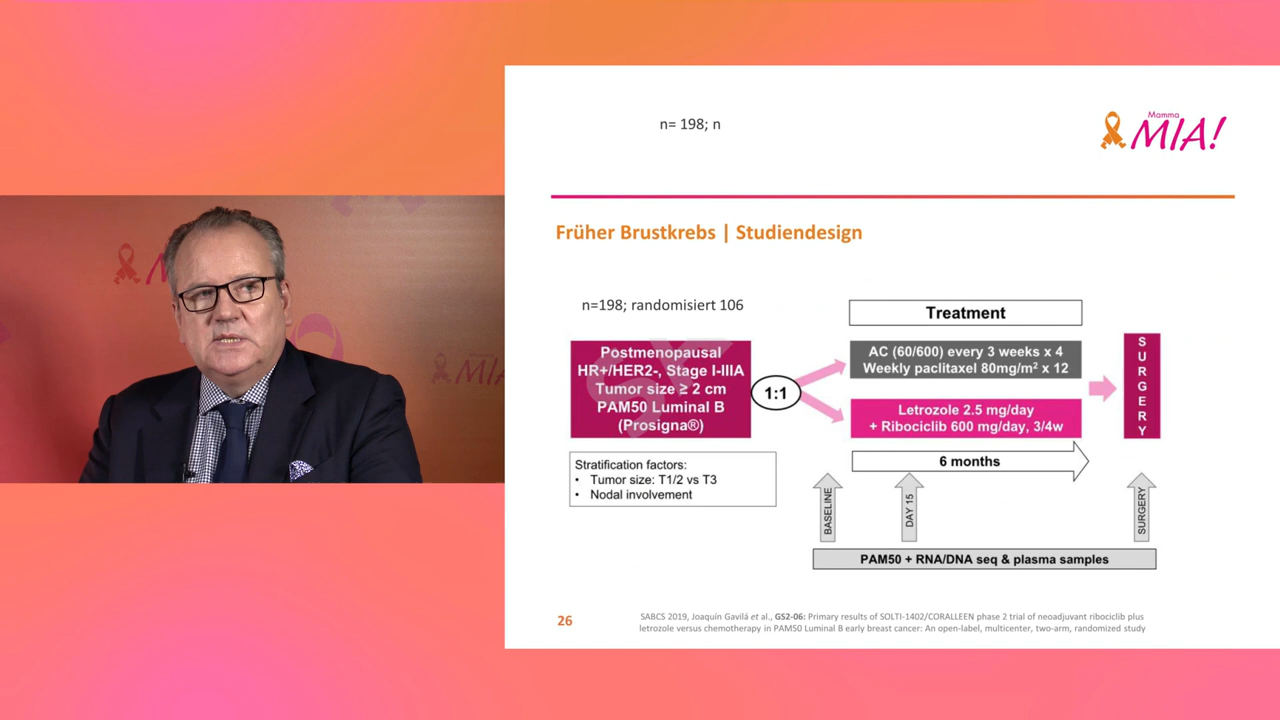 n= 198; n
Mamma
MIA!
Früher Brustkrebs | Studiendesign
n=198; randomisiert 106
Treatment
Postmenopausal
HR+/HER2-, Stage I-IIIA
Tumor size ≥ 2 cm
PAM50 Luminal B
(Prosigna®)
1:1
AC (60/600) every 3 weeks x 4
Weekly paclitaxel 80mg/m² x 12
Letrozole 2.5 mg/day
+ Ribociclib 600 mg/day, 3/4w
SURGERY
6 months
Stratification factors:
• Tumor size: T1/2 vs T3
• Nodal involvement
BASELINE
DAY 15
SURGERY
PAM50 + RNA/DNA seq & plasma samples
26
SABCS 2019, Joaquín Gavilá et al., GS2-06: Primary results of SOLTI-1402/CORALLEEN phase 2 trial of neoadjuvant ribociclib plus
letrozole versus chemotherapy in PAM50 Luminal B early breast cancer: An open-label, multicenter, two-arm, randomized study